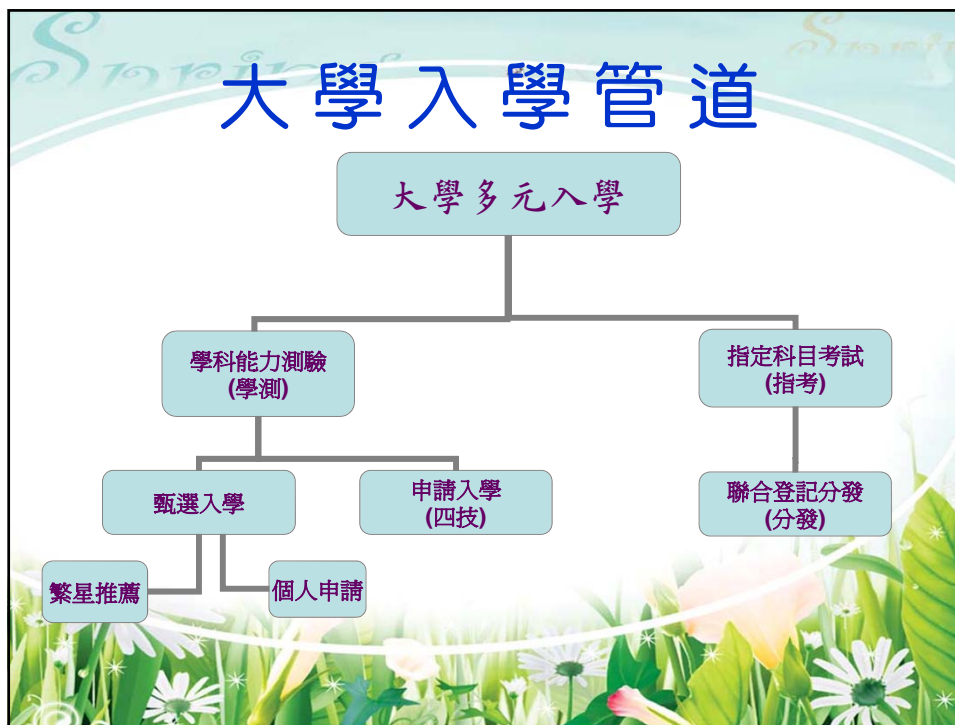 大學入學管道
大學多元入學
學科能力測驗
(學測)
指定科目考試
(指考)
甄選入學
申請入學
(四技)
聯合登記分發
(分發)
繁星推薦
個人申請